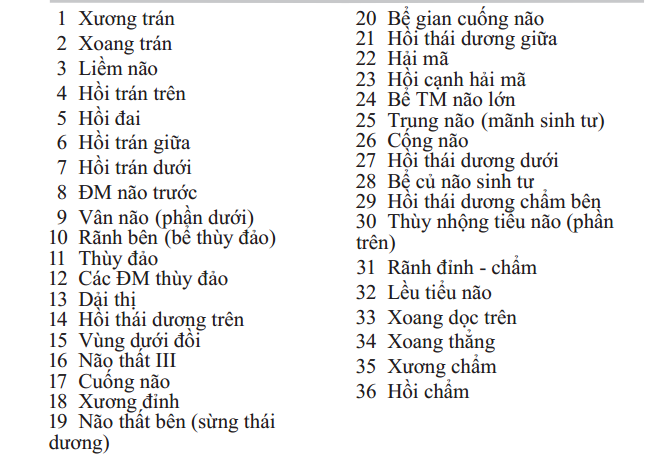 1 Xương trán
2 Xoang trán
3 Liềm não
4 Hồi trán trên
5 Hồi đai
6 Hồi trán giữa
7 Hồi trán dưới
8 ĐM não trước
9 Vân não (phần dưới)
10 Rãnh bên (bể thùy đảo)
11 Thùy đảo
12 Các ĐM thùy đảo
13 Dải thị
14 Hồi thái dương trên
15 Vùng dưới đồi
16 Não thất III
17 Cuống não
18 Xương đỉnh
19 Não thất bên (sừng thái
dương)
20 Bể gian cuống não
21 Hồi thái dương giữa
22 Hải mã
23 Hồi cạnh hải mã
24 Bể TM não lớn
25 Trung não (mãnh sinh tư)
26 Cống não
27 Hồi thái dương dưới
28 Bể củ não sinh tư
29 Hồi thái dương chẩm bên
30 Thùy nhộng tiểu não (phần
trên)
31 Rãnh đỉnh - chẩm
32 Lều tiểu não
33 Xoang dọc trên
34 Xoang thẳng
35 Xương chẩm
36 Hồi chẩm